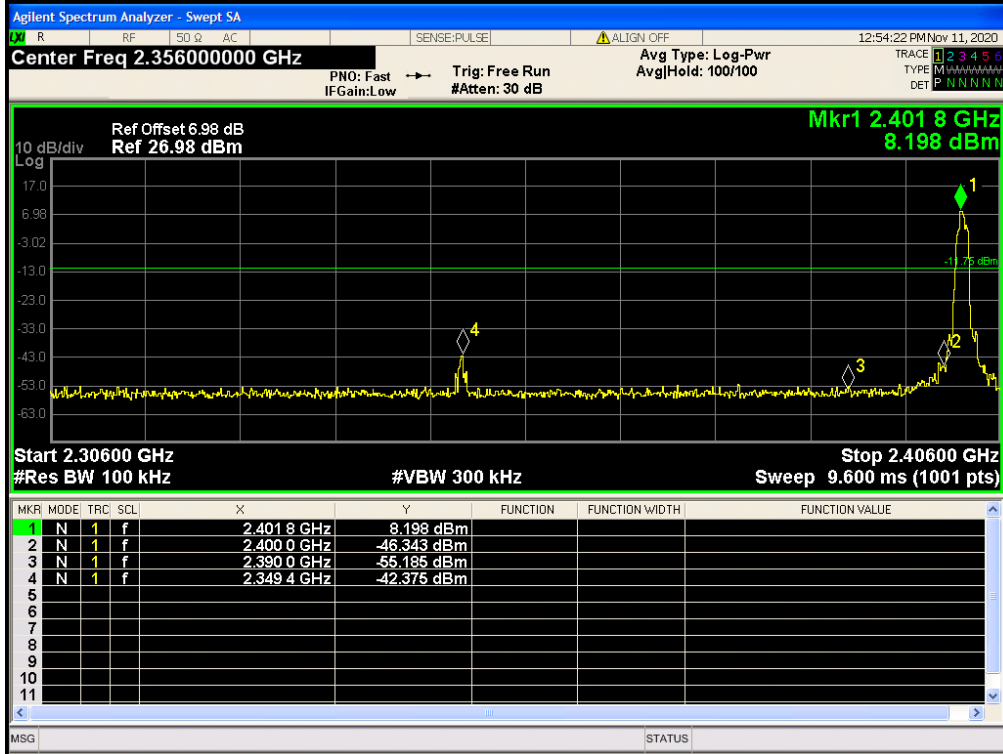 Agilent Spectrum Analyzer - Swept SA
LXI R RF 50 Ω AC SENSE:PULSE ALIGN OFF 12:54:22 PM Nov 11, 2020
Center Freq 2.356000000 GHz
PNO: Fast
IFGain:Low
Trig: Free Run
#Atten: 30 dB
Avg Type: Log-Pwr
Avg|Hold: 100/100
TRACE 1 2 3 4 5 6
TYPE M
DET P N N N N N
Mkr1 2.401 8 GHz
8.198 dBm
Ref Offset 6.98 dB
10 dB/div Ref 26.98 dBm
Log
17.0
6.98
-3.02
-13.0
-23.0
-33.0
-43.0
-53.0
-63.0
1
-11.75 dBm
4
2
3
Start 2.30600 GHz Stop 2.40600 GHz
#Res BW 100 kHz #VBW 300 kHz Sweep 9.600 ms (1001 pts)
MKR MODE TRC SCL X Y FUNCTION FUNCTION WIDTH FUNCTION VALUE
1 N 1 f 2.401 8 GHz 8.198 dBm
2 N 1 f 2.400 0 GHz -46.343 dBm
3 N 1 f 2.390 0 GHz -55.185 dBm
4 N 1 f 2.349 4 GHz -42.375 dBm
5
6
7
8
9
10
11
MSG STATUS